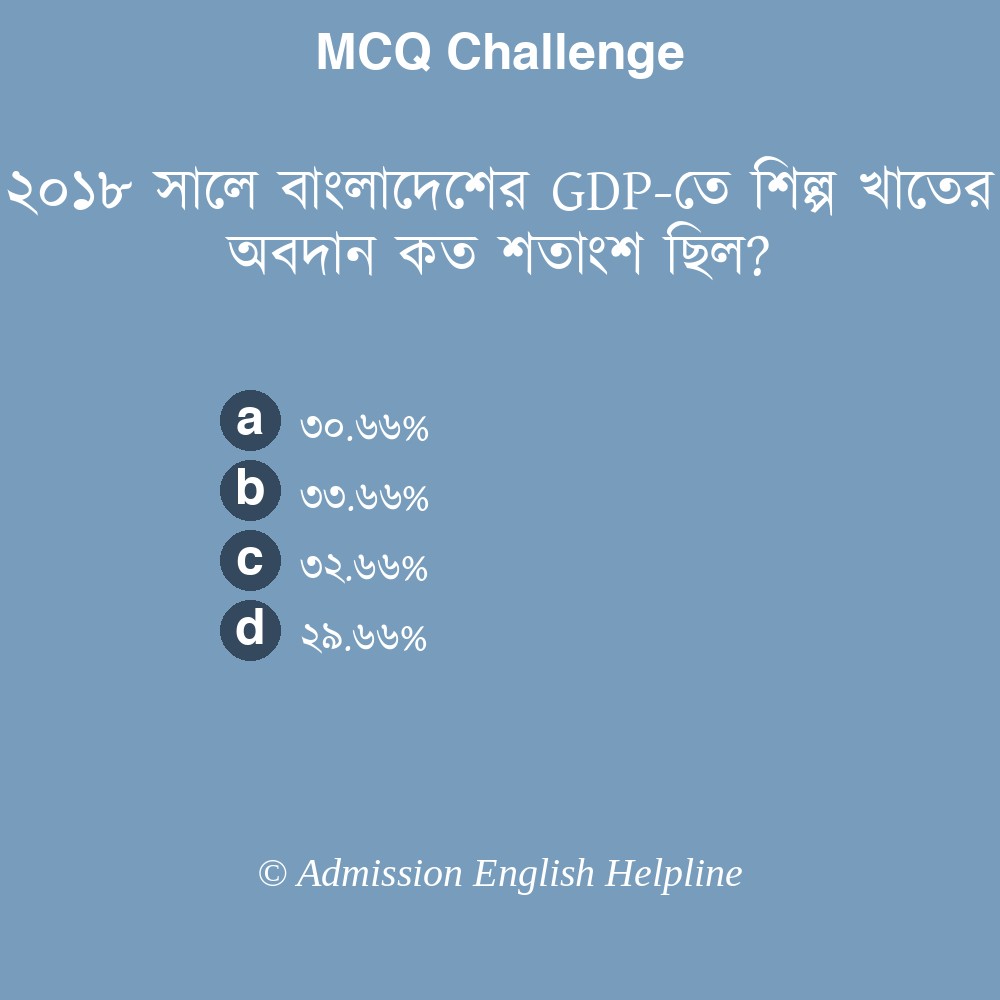 MCQ Challenge
২০১৮ সালে বাংলাদেশের GDP-তে শিল্প খাতের
অবদান কত শতাংশ ছিল?
a ৩০.৬৬%
b ৩৩.৬৬%
c ৩২.৬৬%
d ২৯.৬৬%
© Admission English Helpline